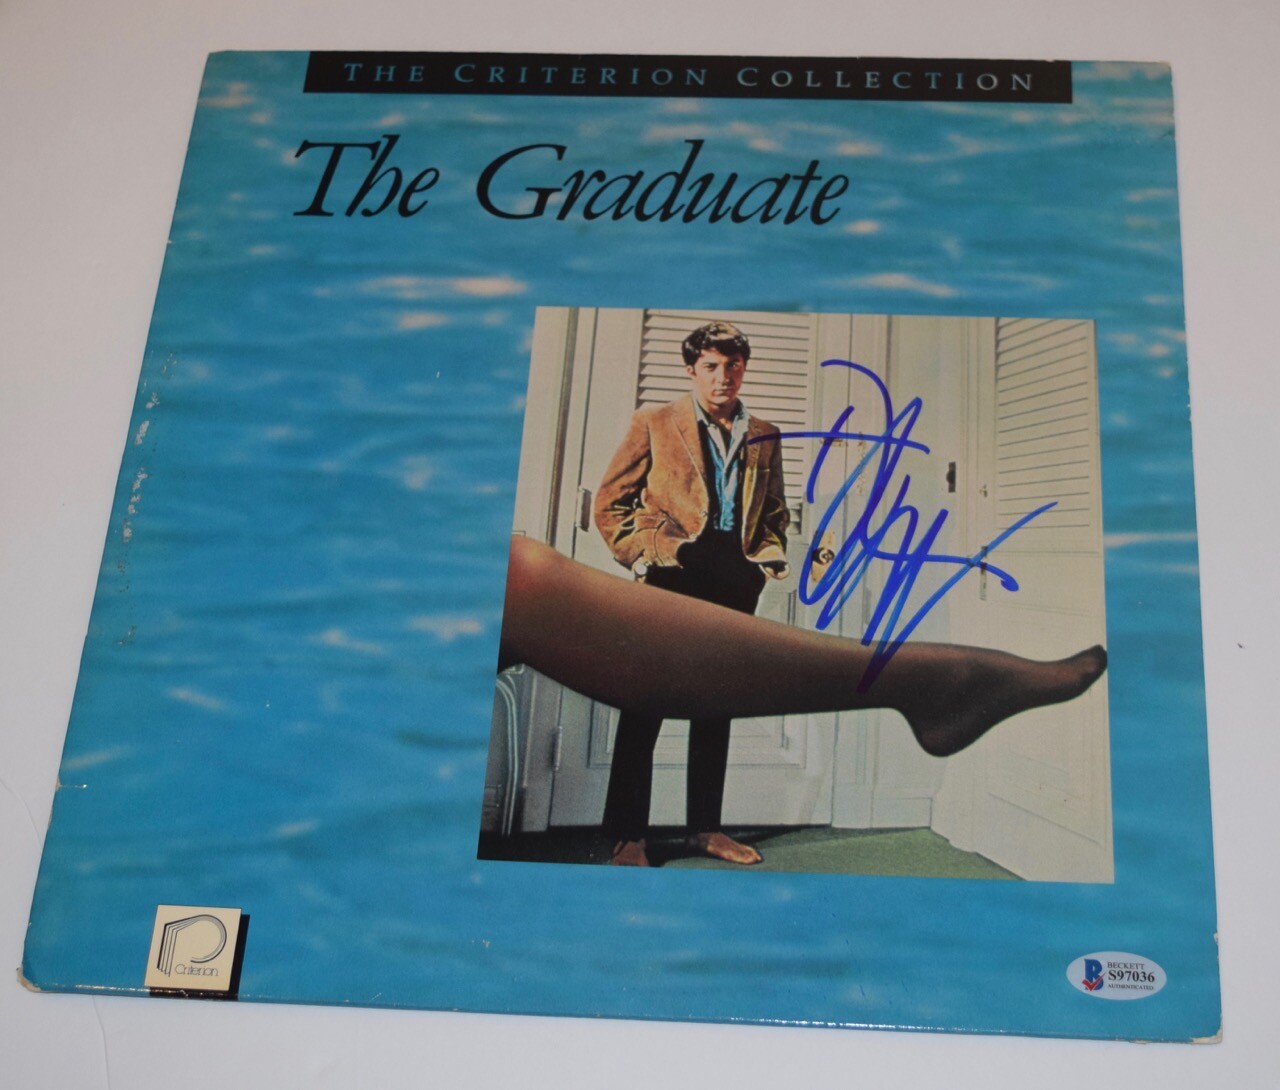 THE CRITERION COLLECTION
The Graduate
Criterion
BECKETT
S97036
AUTHENTICATED